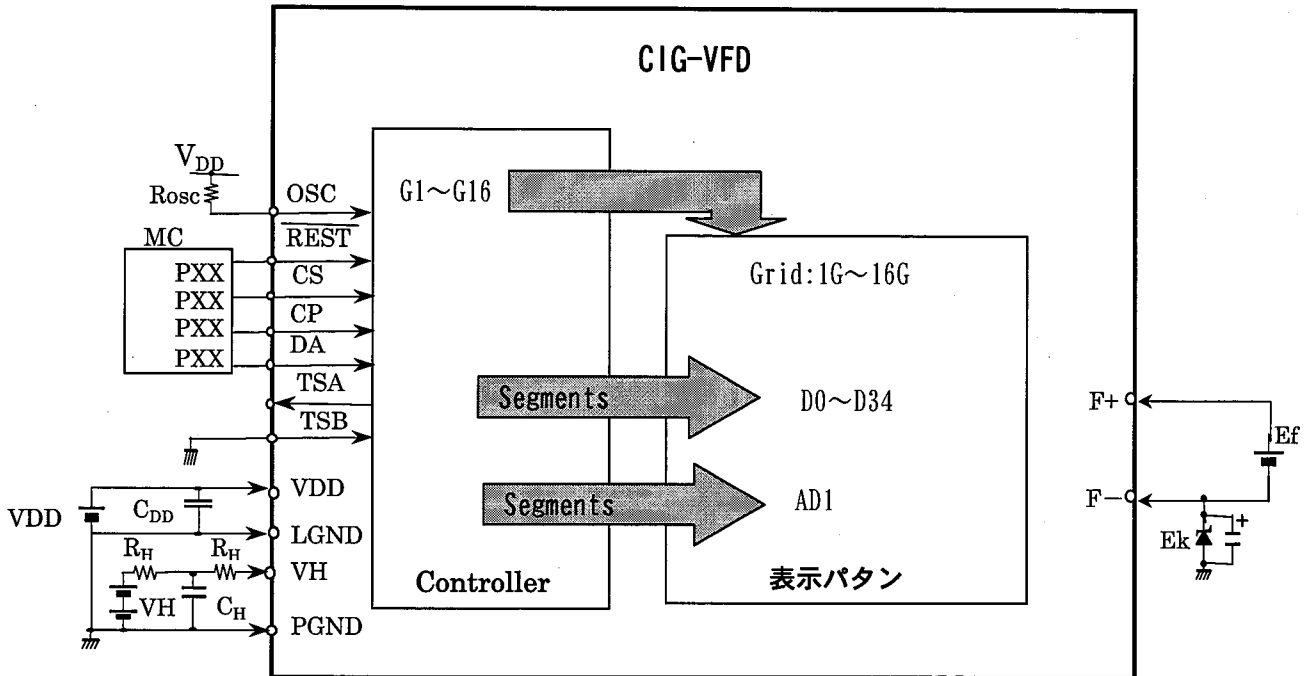 CIG-VFD
VDD
Rosc
OSC
REST
MC
PXX
PXX
PXX
PXX
CS
CP
DA
TSA
TSB
VDD
CDD
VDD
LGND
RH
RH
VH
VH
CH
PGND
G1～G16
Segments
Segments
Controller
Grid:1G～16G
D0～D34
AD1
表示パタン
F+
Ef
F−
Ek
+